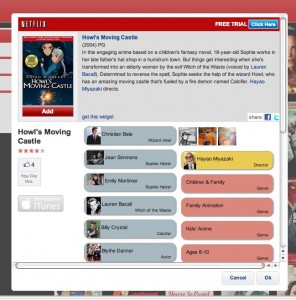 NETFLIX
FREE TRIAL Click Here
Howl's Moving Castle
(2004) PG
In this engaging anime based on a children's fantasy novel, 18-year-old Sophie works in
her late father's hat shop in a humdrum town. But things get interesting when she's
transformed into an elderly woman by the evil Witch of the Waste (voiced by Lauren
Bacall). Determined to reverse the spell, Sophie seeks the help of the wizard Howl, who
has an amazing moving castle that's fueled by a fire demon named Calcifer. Hayao
Miyazaki directs.
HOWL'S
MOVING CASTLE
Add
get the widget
share
Howl's Moving
Castle
4
You like
this.
iTunes
Christian Bale
Wizard Howl
Jean Simmons
Sophie Hatter
Emily Mortimer
Sophie Hatter
Lauren Bacall
Witch of the Waste
Billy Crystal
Calcifer
Blythe Danner
Actor
Hayao Miyazaki
Director
Children & Family
Genre
Family Animation
Genre
Kids' Anime
Genre
Ages 8-10
Genre
Cancel
Ok